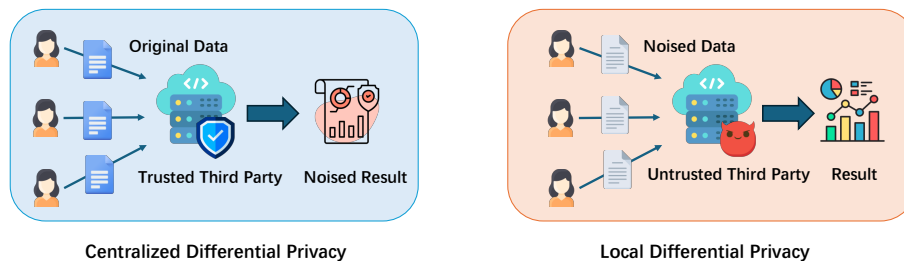 Original Data
</>
Trusted Third Party
Noised Result
Centralized Differential Privacy
Noised Data
</>
Untrusted Third Party
Result
Local Differential Privacy